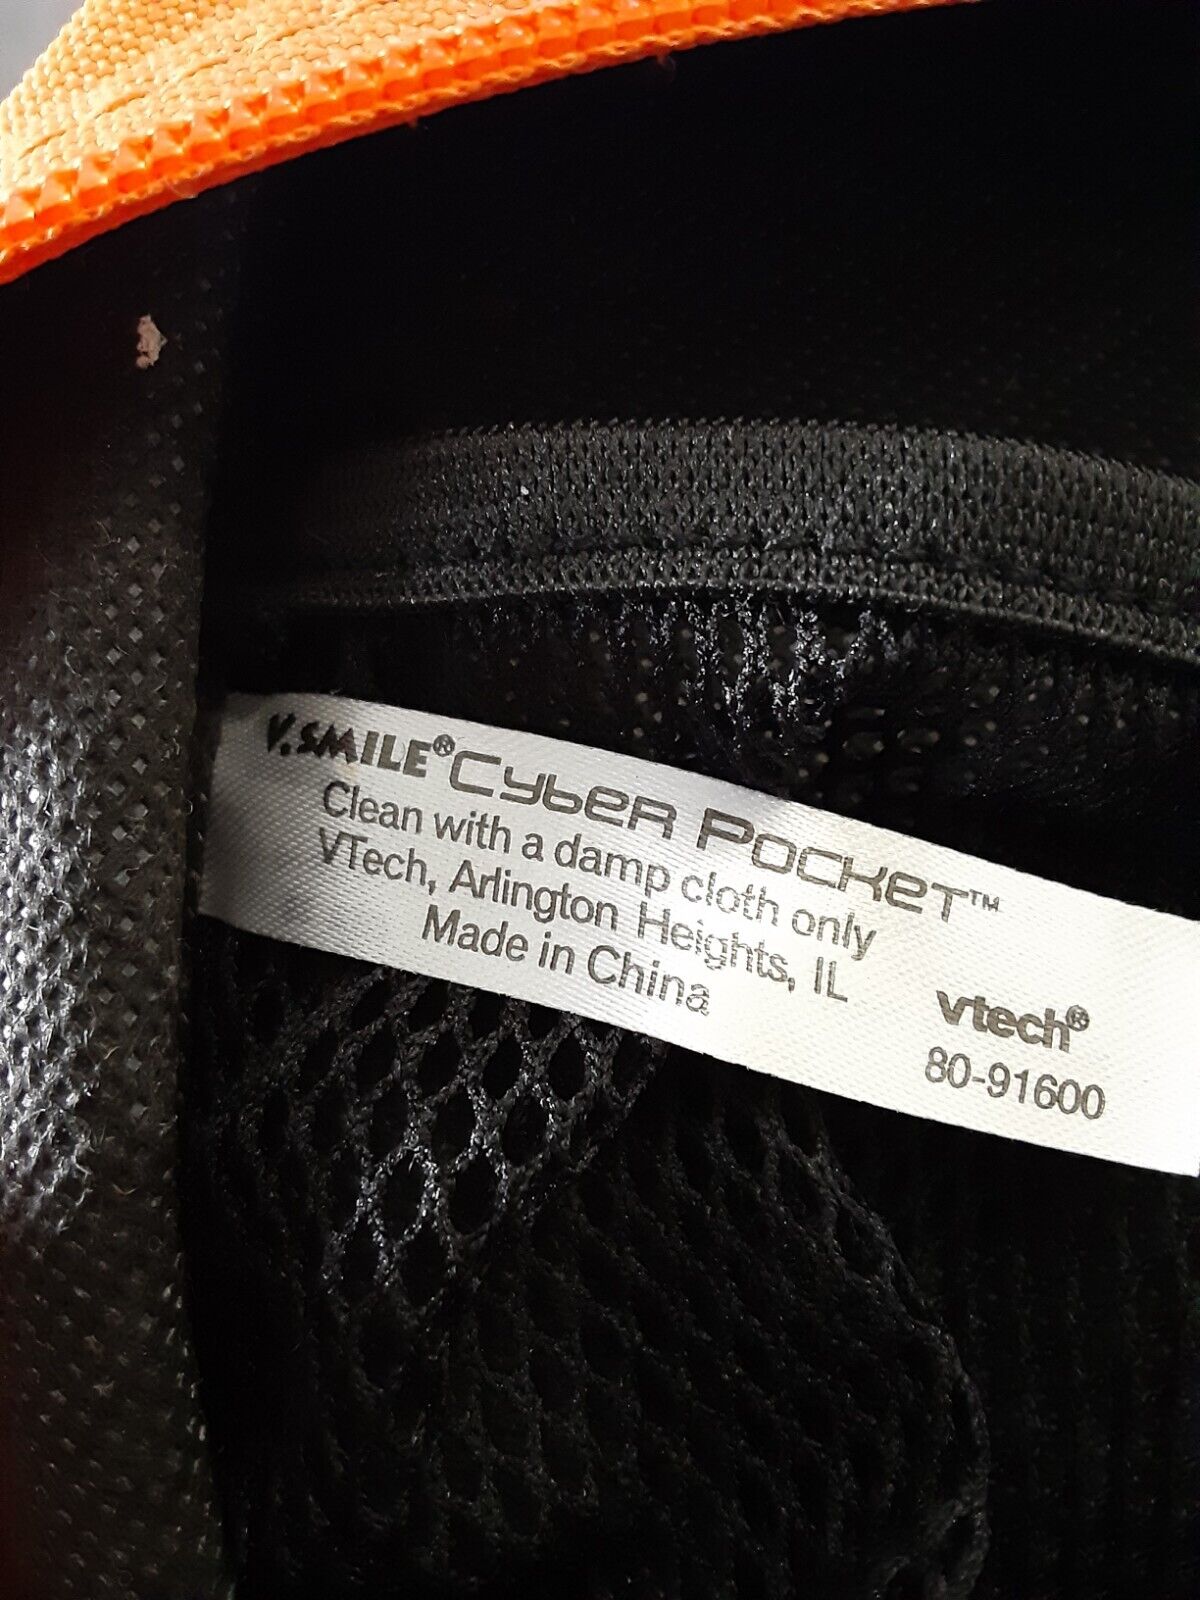 V.SMILE® Cyber Pocket™
Clean with a damp cloth only
VTech, Arlington Heights, IL
Made in China
vtech®
80-91600